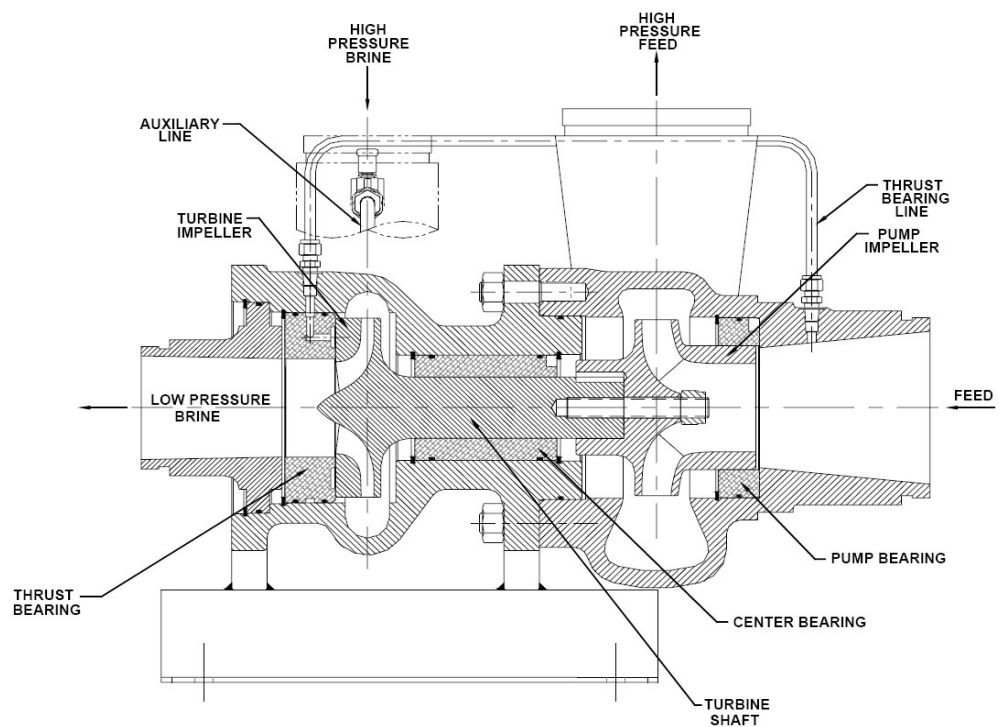 HIGH
PRESSURE
BRINE
HIGH
PRESSURE
FEED
AUXILIARY
LINE
TURBINE
IMPELLER
THRUST
BEARING
LINE
PUMP
IMPELLER
LOW PRESSURE
BRINE
FEED
THRUST
BEARING
PUMP BEARING
CENTER BEARING
TURBINE
SHAFT